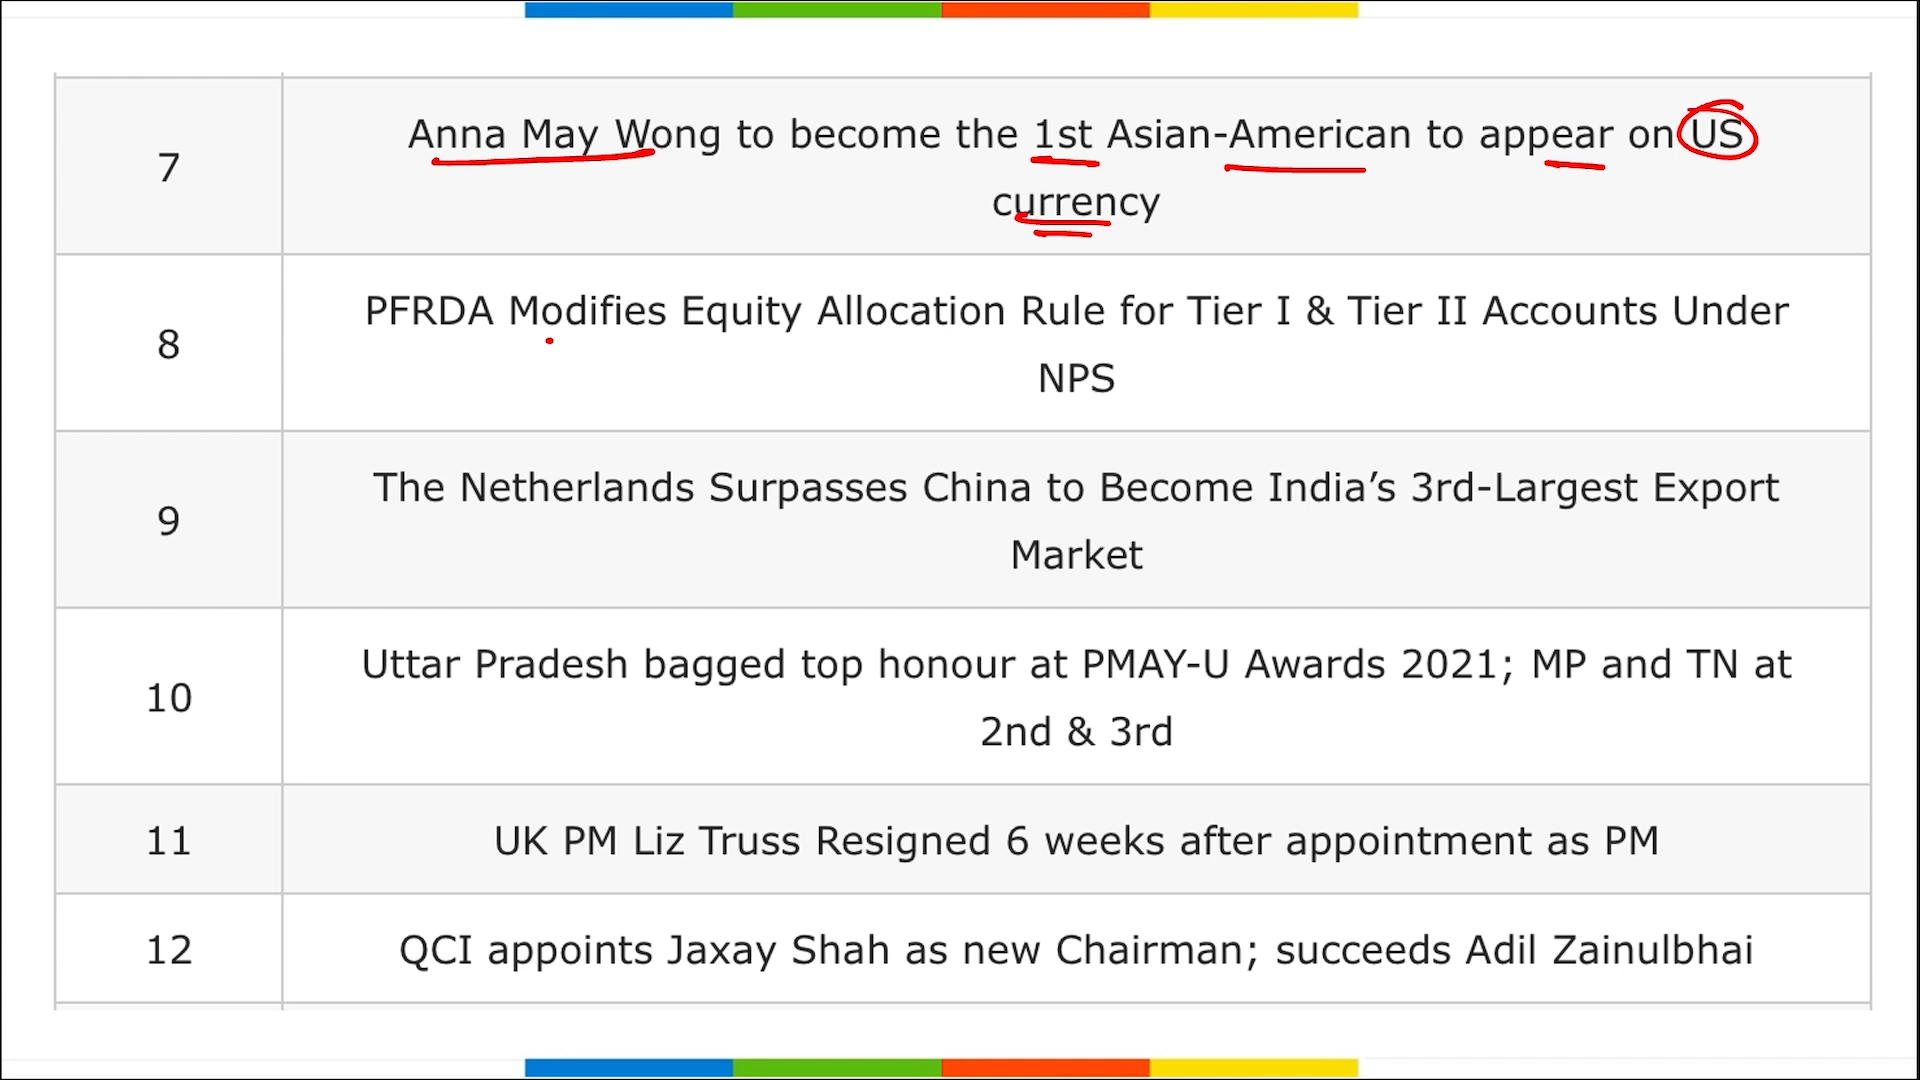 7
Anna May Wong to become the 1st Asian-American to appear on US
currency
8
PFRDA Modifies Equity Allocation Rule for Tier I & Tier II Accounts Under
NPS
9
The Netherlands Surpasses China to Become India’s 3rd-Largest Export
Market
10
Uttar Pradesh bagged top honour at PMAY-U Awards 2021; MP and TN at
2nd & 3rd
11
UK PM Liz Truss Resigned 6 weeks after appointment as PM
12
QCI appoints Jaxay Shah as new Chairman; succeeds Adil Zainulbhai